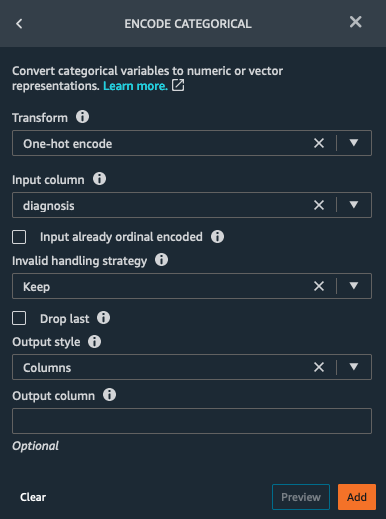 ENCODE CATEGORICAL
Convert categorical variables to numeric or vector
representations. Learn more.
Transform
One-hot encode
Input column
diagnosis
Input already ordinal encoded
Invalid handling strategy
Keep
Drop last
Output style
Columns
Output column
Optional
Clear
Preview
Add